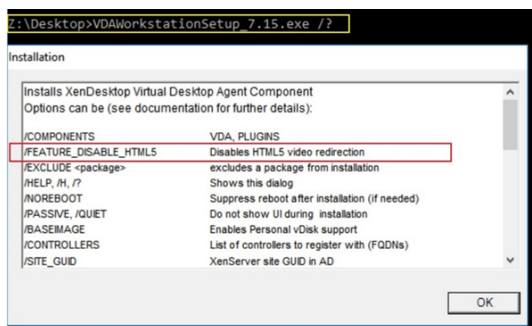 Z:\Desktop>VDAWorkstationSetup_7.15.exe /?
Installation
Installs XenDesktop Virtual Desktop Agent Component
Options can be (see documentation for further details):
/COMPONENTS VDA, PLUGINS
/FEATURE_DISABLE_HTML5 Disables HTML5 video redirection
/EXCLUDE <package> excludes a package from installation
/HELP, /H, /? Shows this dialog
/NOREBOOT Suppress reboot after installation (if needed)
/PASSIVE, /QUIET Do not show UI during installation
/BASEIMAGE Enables Personal vDisk support
/CONTROLLERS List of controllers to register with (FQDNs)
/SITE_GUID XenServer site GUID in AD
OK